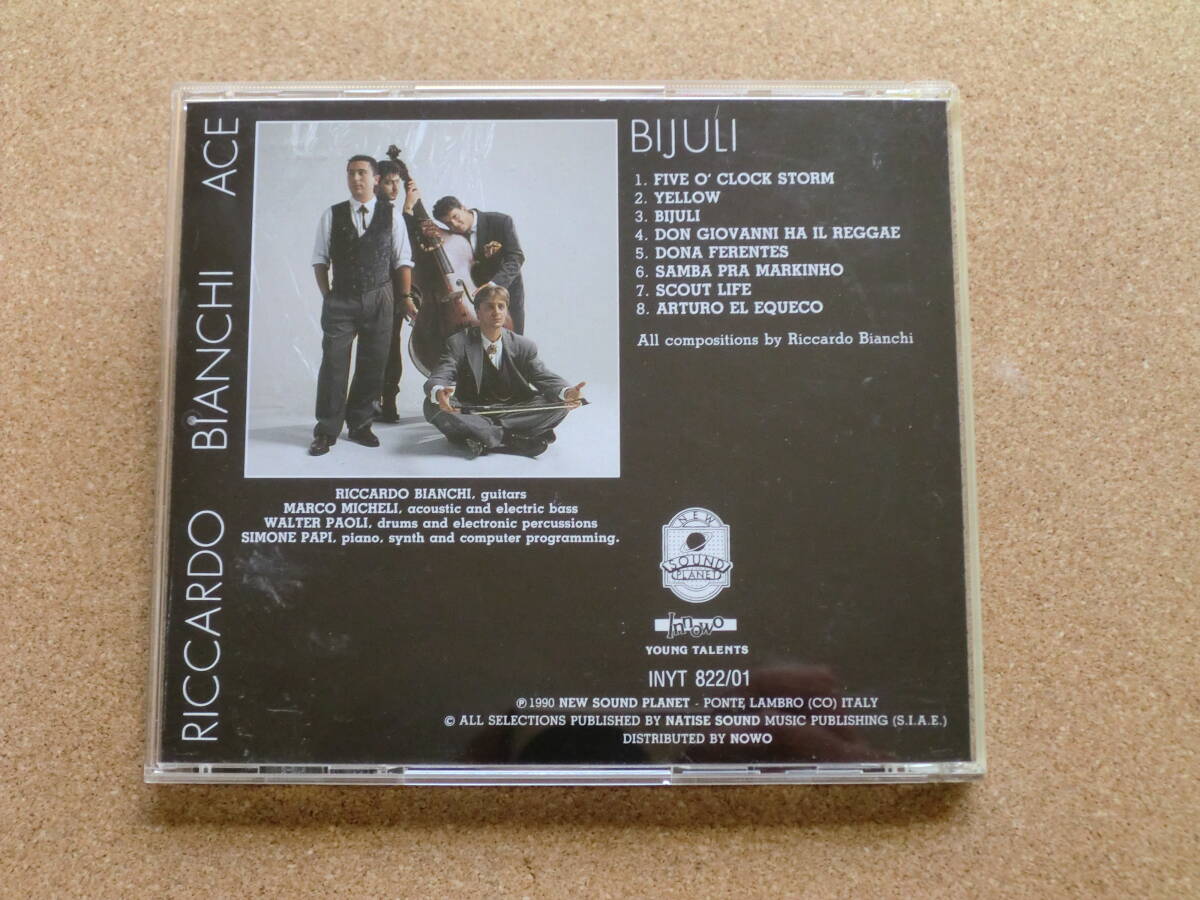 RICCARDO BIANCHI ACE
BIJULI
1. FIVE O' CLOCK STORM
2. YELLOW
3. BIJULI
4. DON GIOVANNI HA IL REGGAE
5. DONA FERENTES
6. SAMBA PRA MARKINHO
7. SCOUT LIFE
8. ARTURO EL EQUECO
All compositions by Riccardo Bianchi
RICCARDO BIANCHI, guitars
MARCO MICHELI, acoustic and electric bass
WALTER PAOLI, drums and electronic percussions
SIMONE PAPI, piano, synth and computer programming.
NEW
SOUND
PLANET
Innowo
YOUNG TALENTS
INYT 822/01
℗ 1990 NEW SOUND PLANET - PONTE LAMBRO (CO) ITALY
© ALL SELECTIONS PUBLISHED BY NATISE SOUND MUSIC PUBLISHING (S.I.A.E.)
DISTRIBUTED BY NOWO